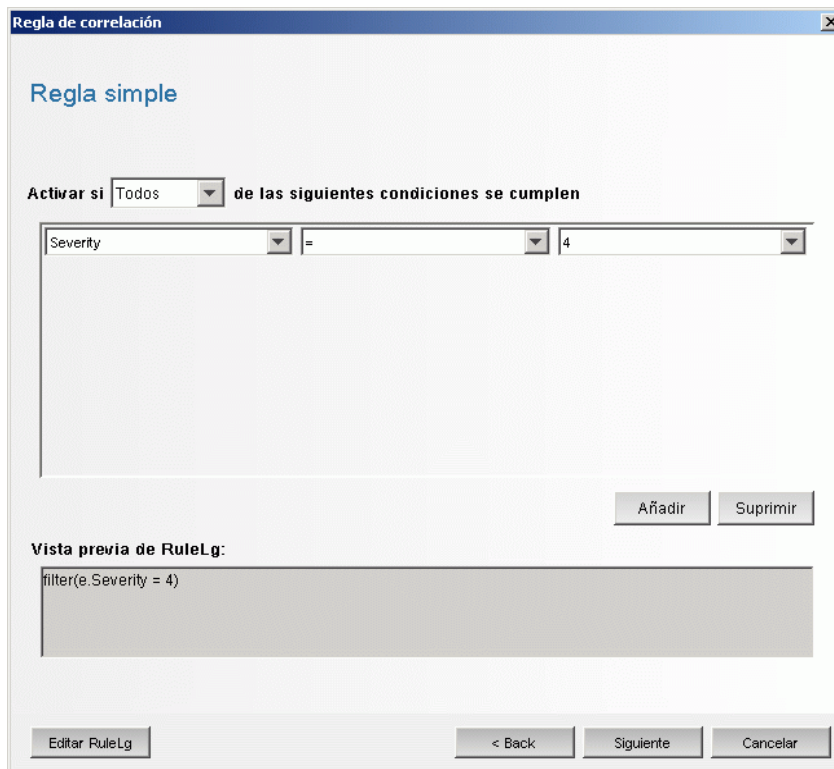 Regla de correlación
Regla simple
Activar si Todos de las siguientes condiciones se cumplen
Severity = 4
Añadir Suprimir
Vista previa de RuleLg:
filter(e.Severity = 4)
Editar RuleLg < Back Siguiente Cancelar